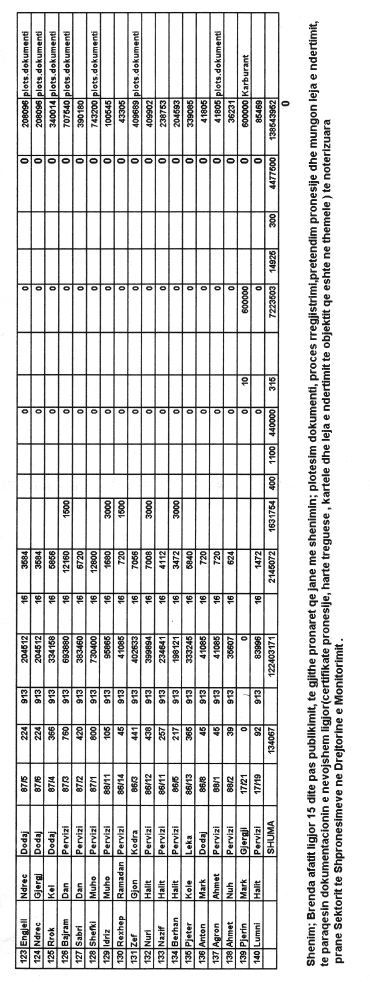 123 Engjell Ndrec Dodaj 87/5 224 913 204512 16 3584 0 0 0 208096 plots.dokumenti
124 Ndrec Gjergj Dodaj 87/6 224 913 204512 16 3584 0 0 0 208096 plots.dokumenti
125 Rrok Kel Dodaj 87/4 366 913 334158 16 5856 0 0 0 340014 plots.dokumenti
126 Bajram Dan Pervizi 87/3 760 913 693880 16 12160 1500 0 0 0 707540 plots.dokumenti
127 Sabri Dan Pervizi 87/2 420 913 383460 16 6720 0 0 0 390180
128 Shefki Muho Pervizi 87/1 800 913 730400 16 12800 0 0 0 743200 plots.dokumenti
129 Idriz Muho Pervizi 88/11 105 913 95865 16 1680 3000 0 0 0 100545
130 Rexhep Ramadan Pervizi 86/14 45 913 41085 16 720 1500 0 0 0 43305
131 Zef Gjon Kodra 86/3 441 913 402633 16 7056 0 0 0 409689 plots.dokumenti
132 Nuri Halit Pervizi 86/12 438 913 399894 16 7008 3000 0 0 0 409902
133 Nazif Halit Pervizi 86/11 257 913 234641 16 4112 0 0 0 238753
134 Berhan Halit Pervizi 86/5 217 913 198121 16 3472 3000 0 0 0 204593
135 Pjeter Kole Leka 86/13 365 913 333245 16 5840 0 0 0 339085
136 Anton Mark Dodaj 86/8 45 913 41085 16 720 0 0 0 41805
137 Agron Ahmet Pervizi 88/1 45 913 41085 16 720 0 0 0 41805 plots.dokumenti
138 Ahmet Nuh Pervizi 88/2 39 913 35607 16 624 0 0 0 36231
139 Pjerin Mark Gjergji 17/21 0 0 10 600000 0 600000 Karburant
140 Lumni Halit Pervizi 17/19 92 913 83996 16 1472 0 0 0 85469
SHUMA 134067 122403171 2145072 1631754 400 1100 440000 315 7223503 14925 300 4477500 138543962
0
Shenim; Brenda afatit ligjor 15 dite pas publikimit, te gjithe pronaret qe jane me shenimin; plotesim dokumenti, proces rregjistrimi,pretendim pronesije dhe mungon leja e ndertimit,
te paraqesin dokumentacionin e nevojshem ligjor(certifikate pronesije, harte treguese , kartele dhe leja e ndertimit te objektit qe eshte ne themele ) te noterizuara
prane Sektorit te Shpronesimeve ne Drejtorine e Monitorimit .